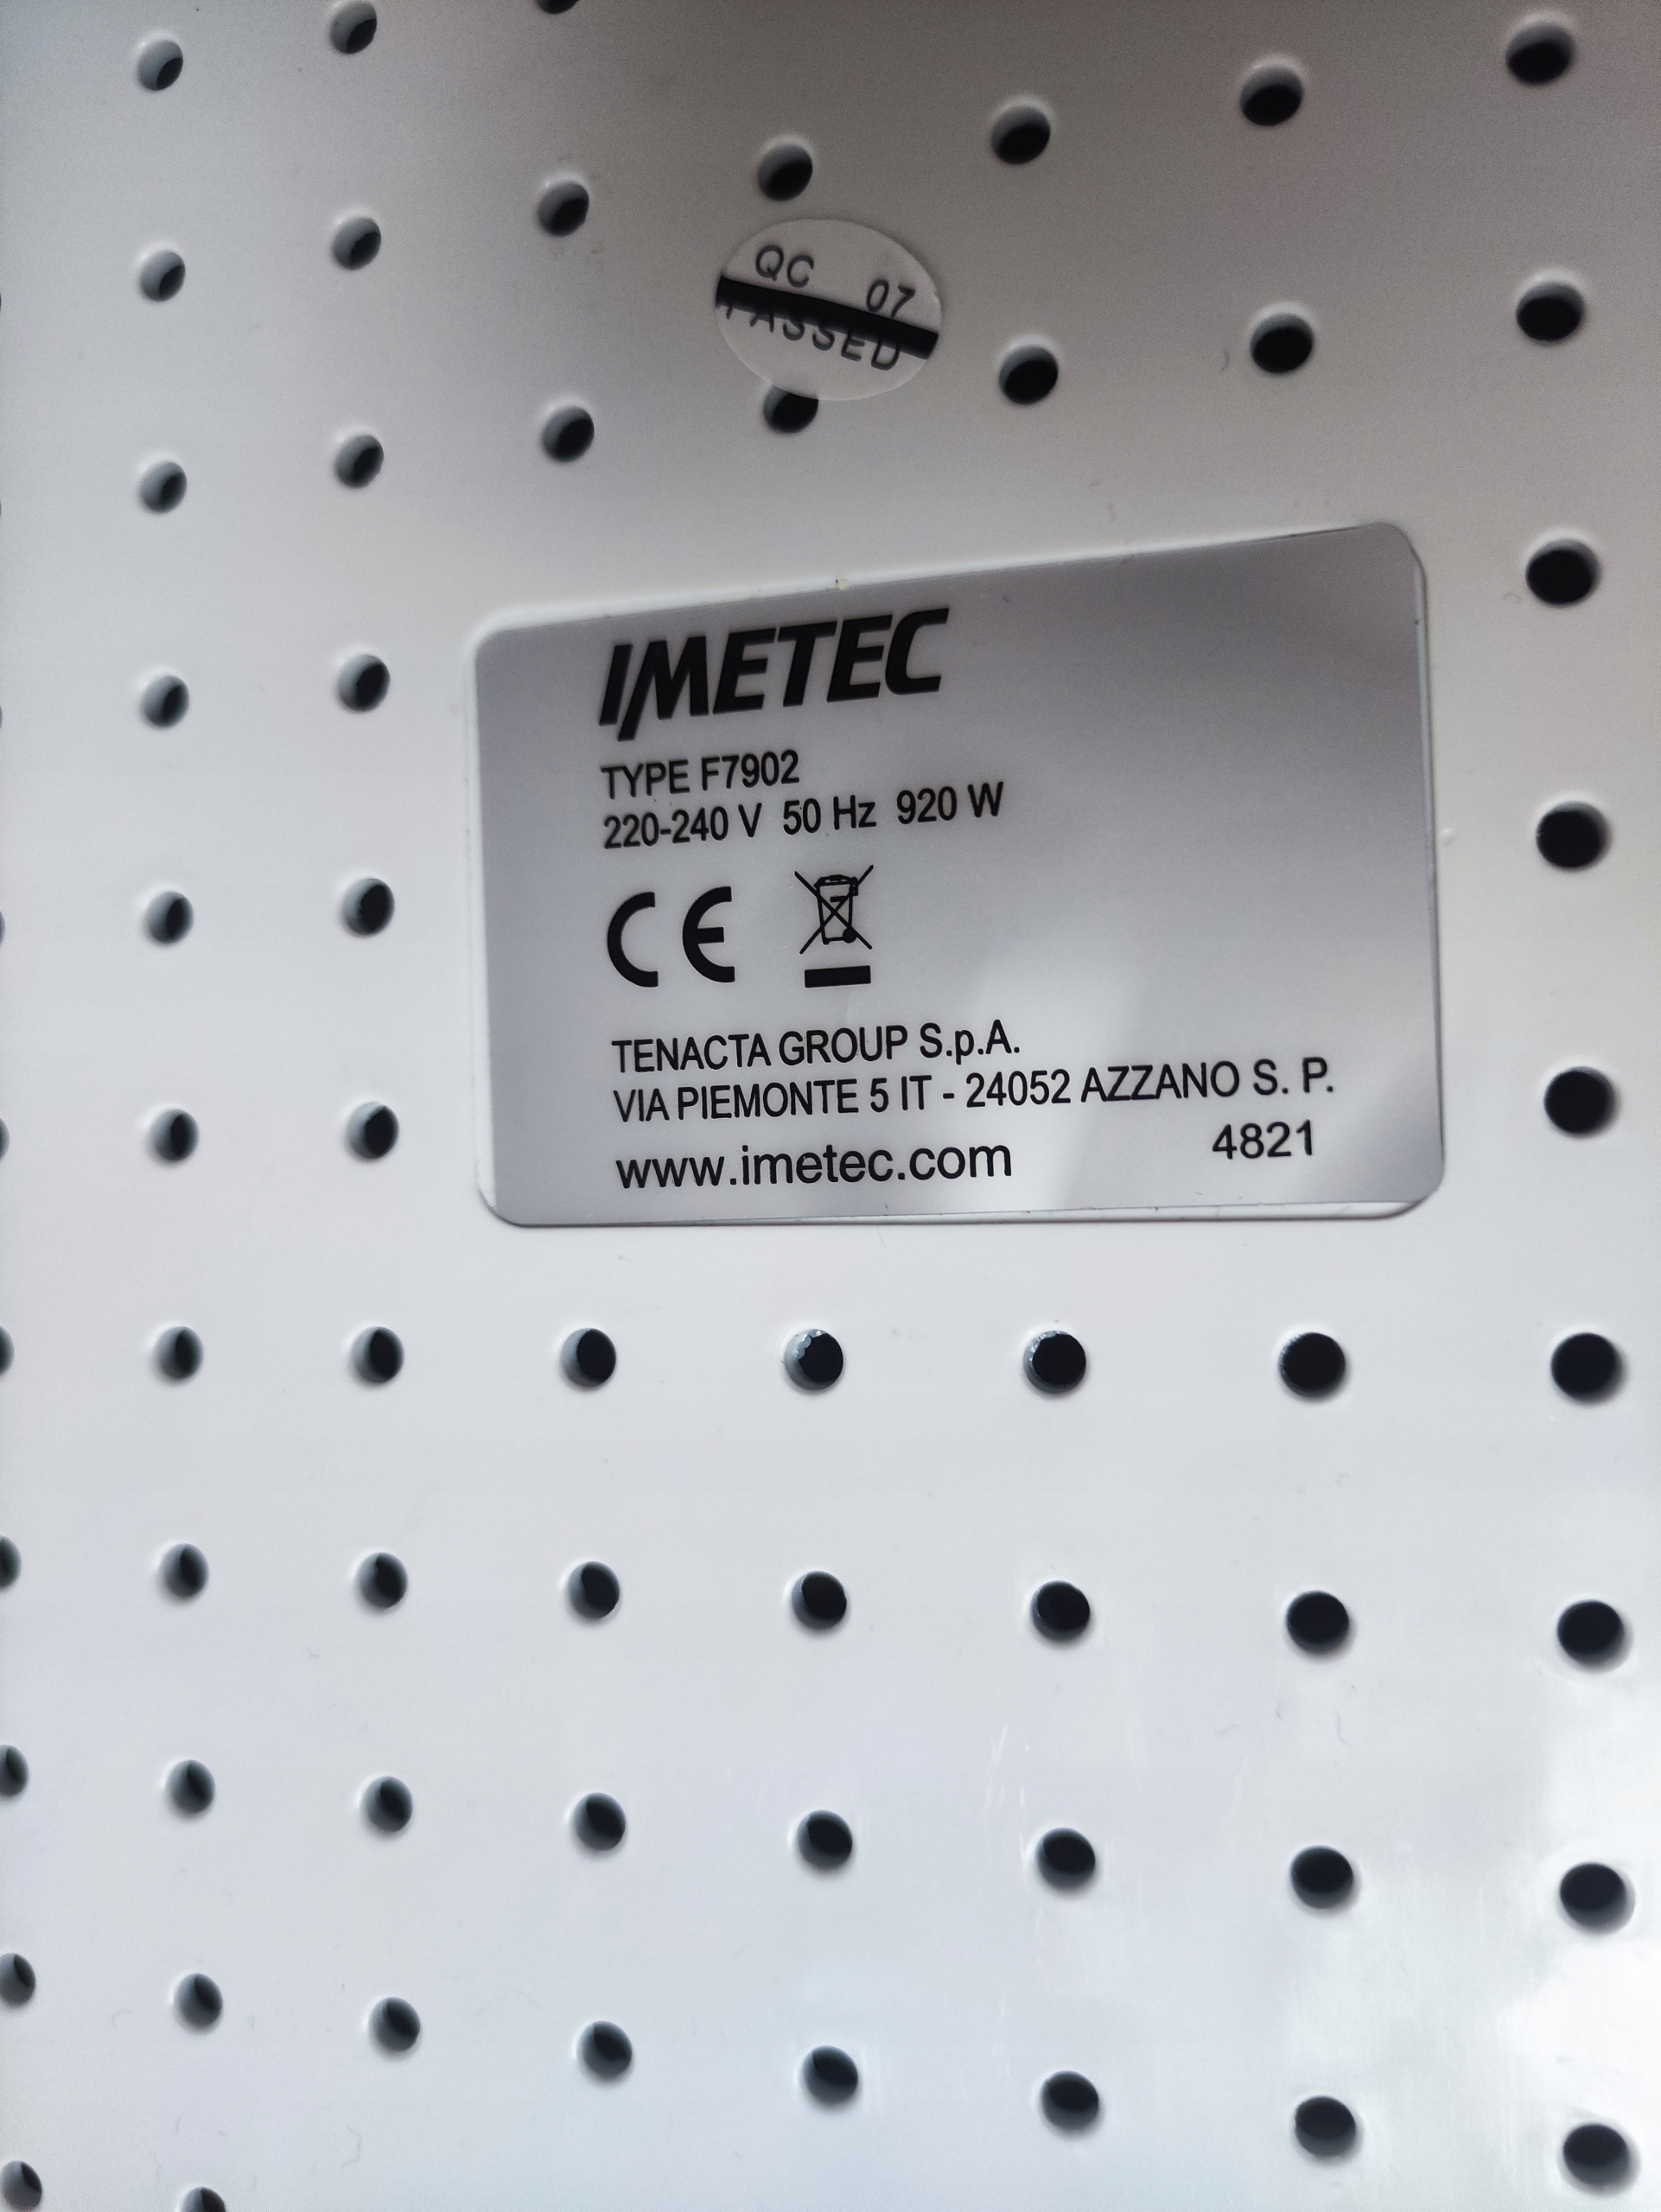 QC 07
PASSED
IMETEC
TYPE F7902
220-240 V 50 Hz 920 W
CE
TENACTA GROUP S.p.A.
VIA PIEMONTE 5 IT - 24052 AZZANO S. P.
www.imetec.com 4821